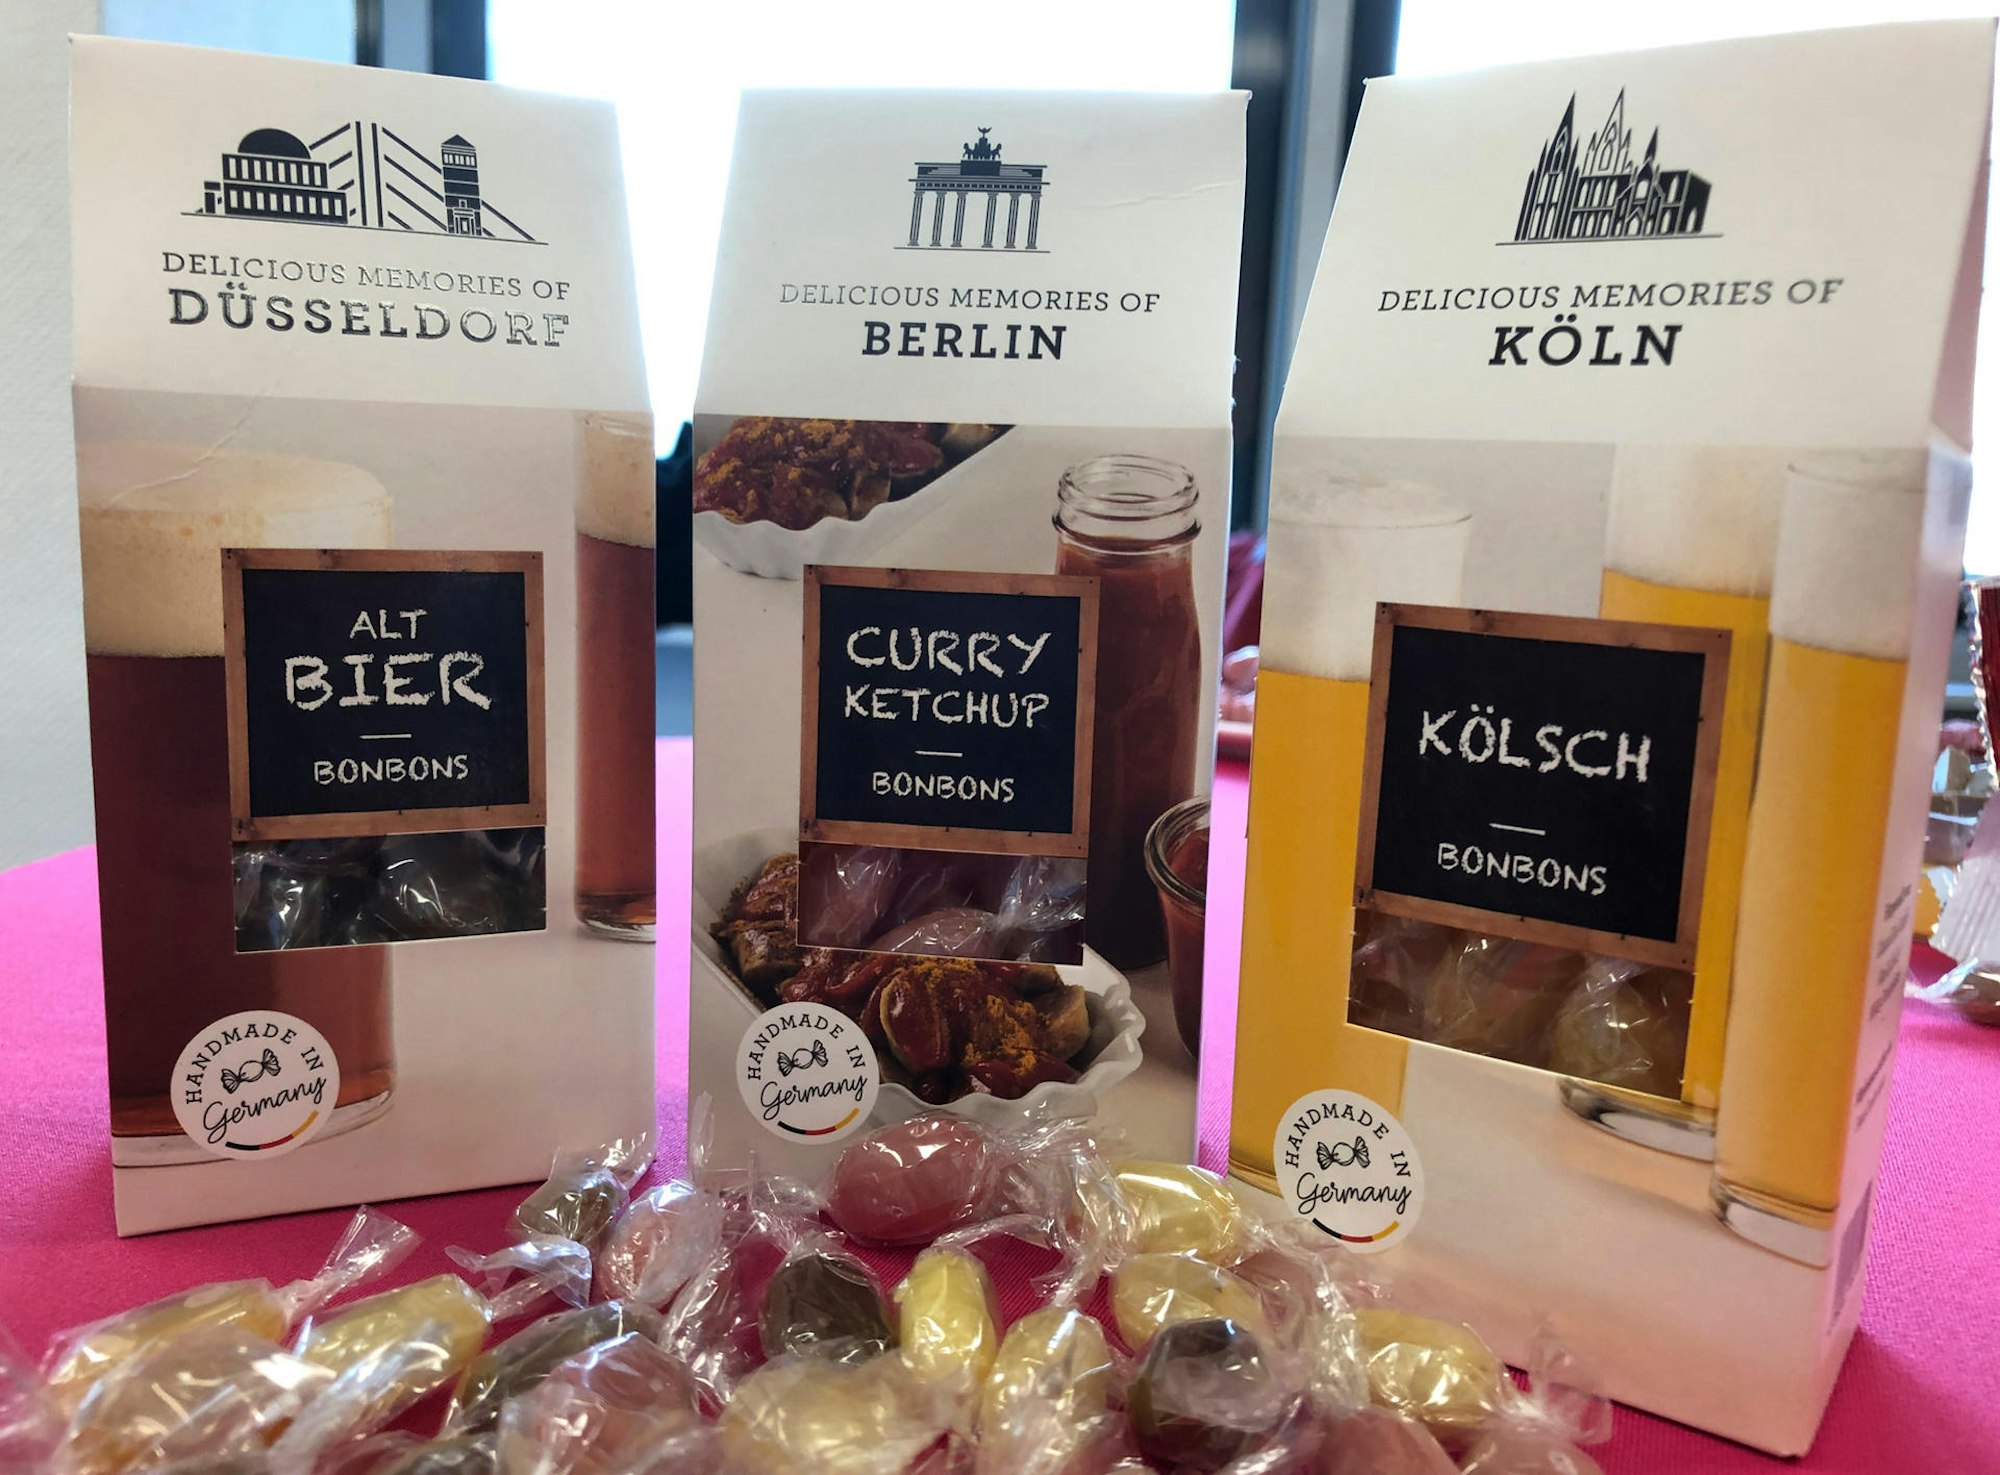 DELICIOUS MEMORIES OF
DÜSSELDORF
ALT
BIER
BONBONS
HANDMADE IN
Germany
DELICIOUS MEMORIES OF
BERLIN
CURRY
KETCHUP
BONBONS
HANDMADE IN
Germany
DELICIOUS MEMORIES OF
KÖLN
KÖLSCH
BONBONS
HANDMADE IN
Germany